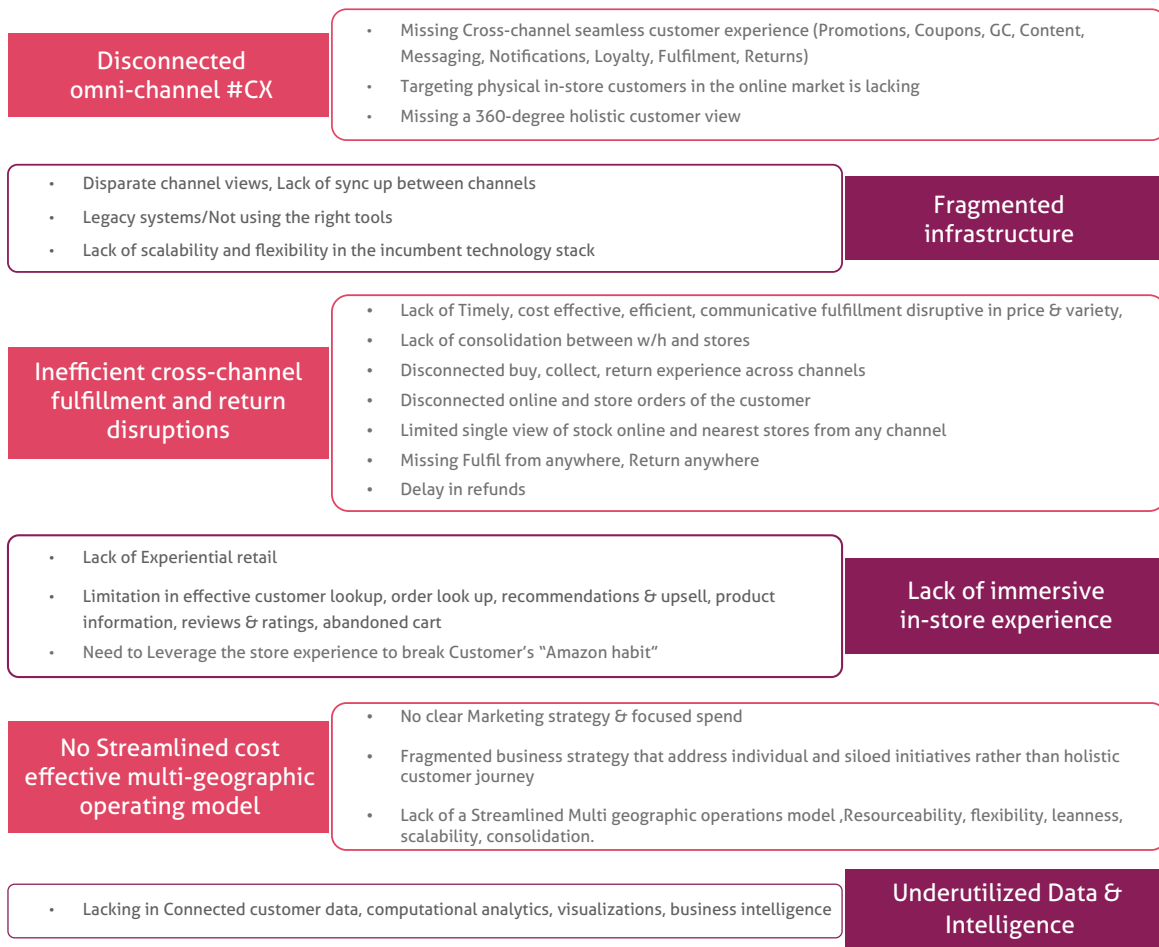 Disconnected
omni-channel #CX
• Missing Cross-channel seamless customer experience (Promotions, Coupons, GC, Content,
Messaging, Notifications, Loyalty, Fulfilment, Returns)
• Targeting physical in-store customers in the online market is lacking
• Missing a 360-degree holistic customer view
• Disparate channel views, Lack of sync up between channels
• Legacy systems/Not using the right tools
• Lack of scalability and flexibility in the incumbent technology stack
Fragmented
infrastructure
Inefficient cross-channel
fulfillment and return
disruptions
• Lack of Timely, cost effective, efficient, communicative fulfillment disruptive in price & variety,
• Lack of consolidation between w/h and stores
• Disconnected buy, collect, return experience across channels
• Disconnected online and store orders of the customer
• Limited single view of stock online and nearest stores from any channel
• Missing Fulfil from anywhere, Return anywhere
• Delay in refunds
• Lack of Experiential retail
• Limitation in effective customer lookup, order look up, recommendations & upsell, product
information, reviews & ratings, abandoned cart
• Need to Leverage the store experience to break Customer's “Amazon habit”
Lack of immersive
in-store experience
No Streamlined cost
effective multi-geographic
operating model
• No clear Marketing strategy & focused spend
• Fragmented business strategy that address individual and siloed initiatives rather than holistic
customer journey
• Lack of a Streamlined Multi geographic operations model ,Resourceability, flexibility, leanness,
scalability, consolidation.
• Lacking in Connected customer data, computational analytics, visualizations, business intelligence
Underutilized Data &
Intelligence